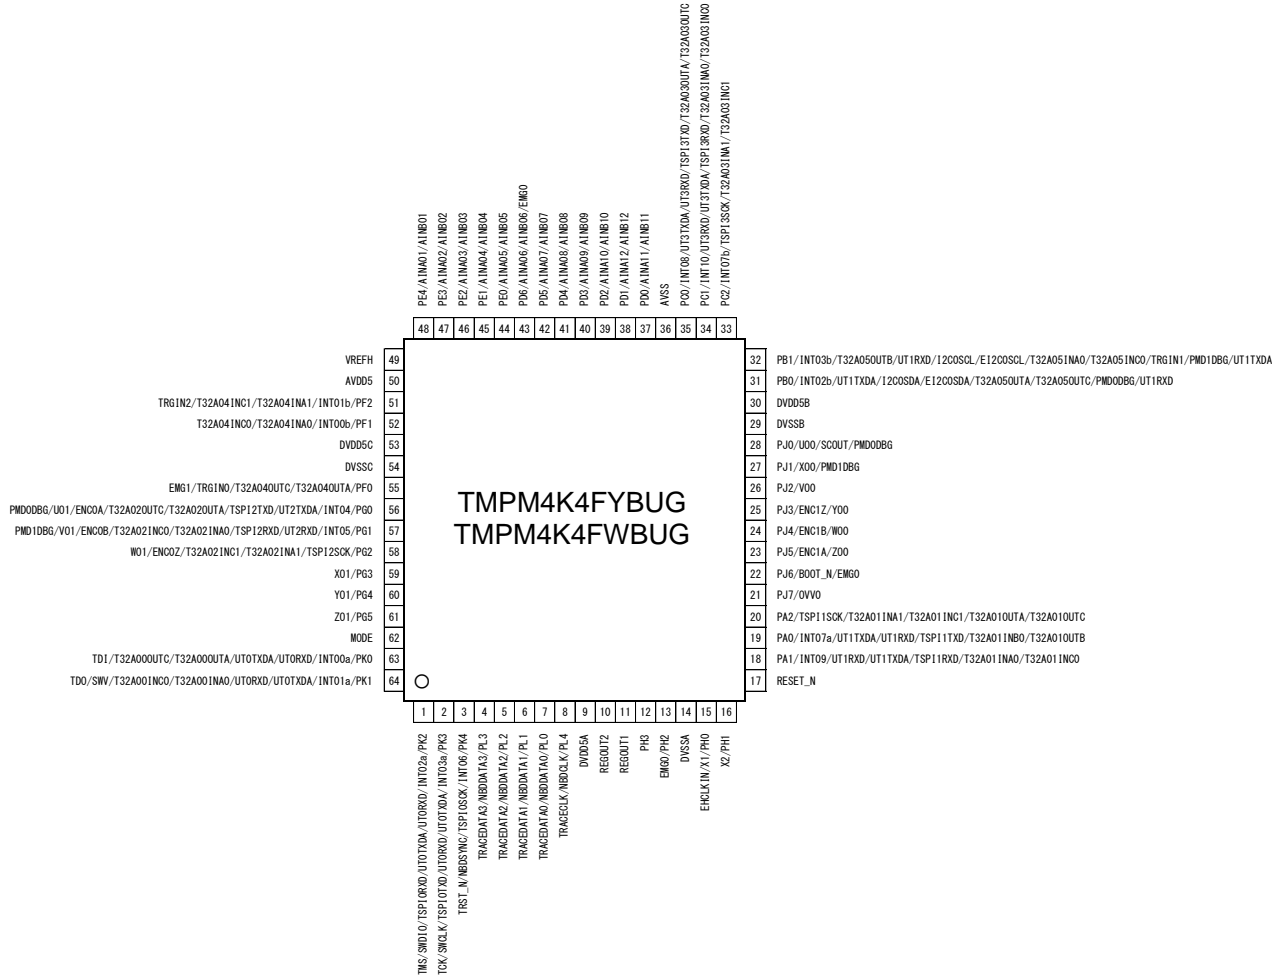 PE4/AINA01/AINB01
PE3/AINA02/AINB02
PE2/AINA03/AINB03
PE1/AINA04/AINB04
PE0/AINA05/AINB05
PD6/AINA06/AINB06/EMG0
PD5/AINA07/AINB07
PD4/AINA08/AINB08
PD3/AINA09/AINB09
PD2/AINA10/AINB10
PD1/AINA12/AINB12
PD0/AINA11/AINB11
AVSS
PC0/INT08/UT3TXDA/UT3RXD/TSPI3TXD/T32A03OUTA/T32A03OUTC
PC1/INT10/UT3RXD/UT3TXDA/TSPI3RXD/T32A03INA0/T32A03INC0
PC2/INT07b/TSPI3SCK/T32A03INA1/T32A03INC1
48 47 46 45 44 43 42 41 40 39 38 37 36 35 34 33
VREFH 49
AVDD5 50
TRGIN2/T32A04INC1/T32A04INA1/INT01b/PF2 51
T32A04INC0/T32A04INA0/INT00b/PF1 52
DVDD5C 53
DVSSC 54
EMG1/TRGIN0/T32A04OUTC/T32A04OUTA/PF0 55
PMD0DBG/UO1/ENC0A/T32A02OUTC/T32A02OUTA/TSPI2TXD/UT2TXDA/INT04/PG0 56
PMD1DBG/VO1/ENC0B/T32A02INC0/T32A02INA0/TSPI2RXD/UT2RXD/INT05/PG1 57
WO1/ENC0Z/T32A02INC1/T32A02INA1/TSPI2SCK/PG2 58
XO1/PG3 59
YO1/PG4 60
ZO1/PG5 61
MODE 62
TDI/T32A00OUTC/T32A00OUTA/UT0TXDA/UT0RXD/INT00a/PK0 63
TDO/SWV/T32A00INC0/T32A00INA0/UT0RXD/UT0TXDA/INT01a/PK1 64
TMPM4K4FYBUG
TMPM4K4FWBUG
32 PB1/INT03b/T32A05OUTB/UT1RXD/I2C0SCL/EI2C0SCL/T32A05INA0/T32A05INC0/TRGIN1/PMD1DBG/UT1TXDA
31 PB0/INT02b/UT1TXDA/I2C0SDA/EI2C0SDA/T32A05OUTA/T32A05OUTC/PMD0DBG/UT1RXD
30 DVDD5B
29 DVSSB
28 PJ0/UO0/SCOUT/PMD0DBG
27 PJ1/XO0/PMD1DBG
26 PJ2/VO0
25 PJ3/ENC1Z/YO0
24 PJ4/ENC1B/WO0
23 PJ5/ENC1A/ZO0
22 PJ6/BOOT_N/EMG0
21 PJ7/OVV0
20 PA2/TSPI1SCK/T32A01INA1/T32A01INC1/T32A01OUTA/T32A01OUTC
19 PA0/INT07a/UT1TXDA/UT1RXD/TSPI1TXD/T32A01INB0/T32A01OUTB
18 PA1/INT09/UT1RXD/UT1TXDA/TSPI1RXD/T32A01INA0/T32A01INC0
17 RESET_N
1 2 3 4 5 6 7 8 9 10 11 12 13 14 15 16
TMS/SWDIO/TSPI0RXD/UT0TXDA/UT0RXD/INT02a/PK2
TCK/SWCLK/TSPI0TXD/UT0RXD/UT0TXDA/INT03a/PK3
TRST_N/NBDSYNC/TSPI0SCK/INT06/PK4
TRACEDATA3/NBDDATA3/PL3
TRACEDATA2/NBDDATA2/PL2
TRACEDATA1/NBDDATA1/PL1
TRACEDATA0/NBDDATA0/PL0
TRACECLK/NBDCLK/PL4
DVDD5A
REGOUT2
REGOUT1
PH3
EMG0/PH2
DVSSA
EHCLKIN/X1/PH0
X2/PH1